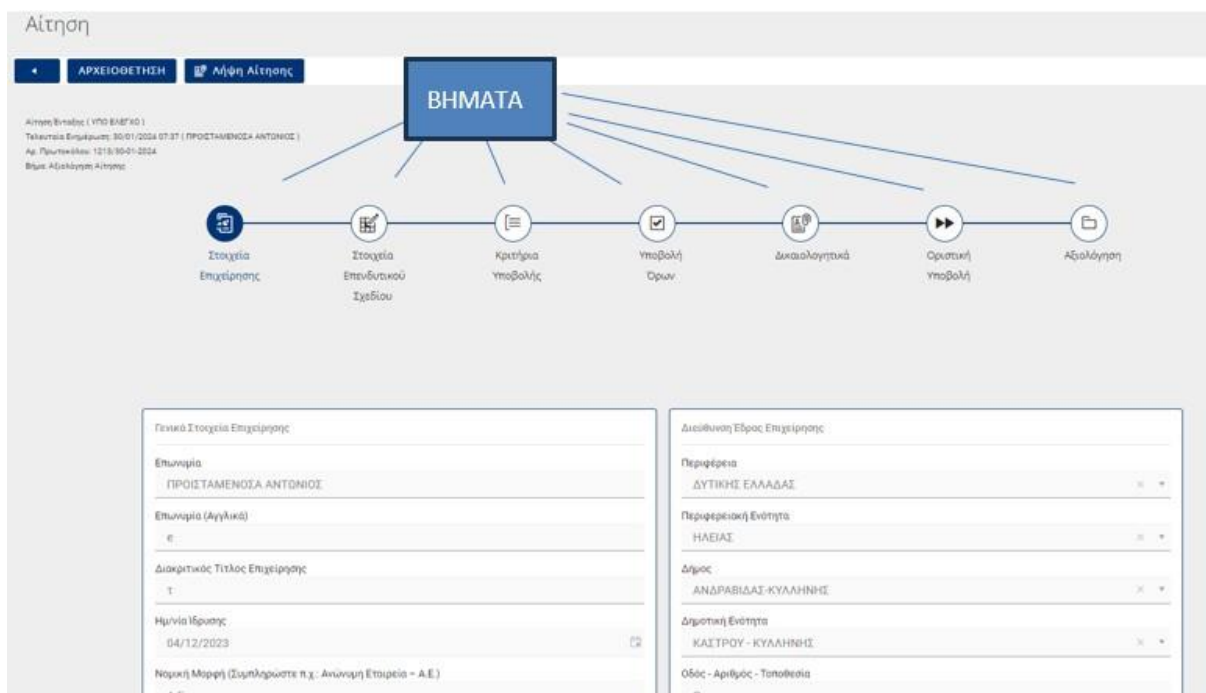 Αίτηση
ΑΡΧΕΙΟΘΕΤΗΣΗ Λήψη Αίτησης
ΒΗΜΑΤΑ
Αίτηση Ένταξης ( ΥΠΟ ΕΛΕΓΧΟ )
Τελευταία Ενημέρωση: 30/01/2024 07:37 ( ΠΡΟΙΣΤΑΜΕΝΟΣΑ ΑΝΤΩΝΙΟΣ )
Αρ. Πρωτοκόλλου: 1213/30-01-2024
Βήμα: Αξιολόγηση Αίτησης
Στοιχεία
Επιχείρησης
Στοιχεία
Επενδυτικού
Σχεδίου
Κριτήρια
Υποβολής
Υποβολή
Όρων
Δικαιολογητικά
Οριστική
Υποβολή
Αξιολόγηση
Γενικά Στοιχεία Επιχείρησης
Επωνυμία
ΠΡΟΙΣΤΑΜΕΝΟΣΑ ΑΝΤΩΝΙΟΣ
Επωνυμία (Αγγλικά)
e
Διακριτικός Τίτλος Επιχείρησης
τ
Ημ/νία Ίδρυσης
04/12/2023
Νομική Μορφή (Συμπληρώστε π.χ.: Ανώνυμη Εταιρεία – Α.Ε.)
Διεύθυνση Έδρας Επιχείρησης
Περιφέρεια
ΔΥΤΙΚΗΣ ΕΛΛΑΔΑΣ
Περιφερειακή Ενότητα
ΗΛΕΙΑΣ
Δήμος
ΑΝΔΡΑΒΙΔΑΣ-ΚΥΛΛΗΝΗΣ
Δημοτική Ενότητα
ΚΑΣΤΡΟΥ - ΚΥΛΛΗΝΗΣ
Οδός - Αριθμός - Τοποθεσία